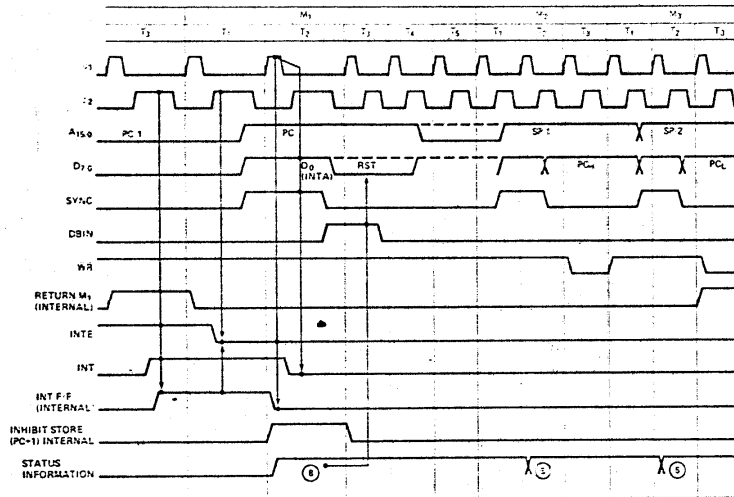 M1 M2 M3
T3 T1 T2 T3 T4 T5 T1 T2 T3 T1 T2 T3
A15-0 PC-1 PC SP-1 SP-2
D7-0 D0 (INTA) RST PCH PCL
SYNC
DBIN
WR
RETURN M1
(INTERNAL)
INTE
INT
INT F-F
(INTERNAL)
INHIBIT STORE
(PC+1) INTERNAL
STATUS
INFORMATION 8 5